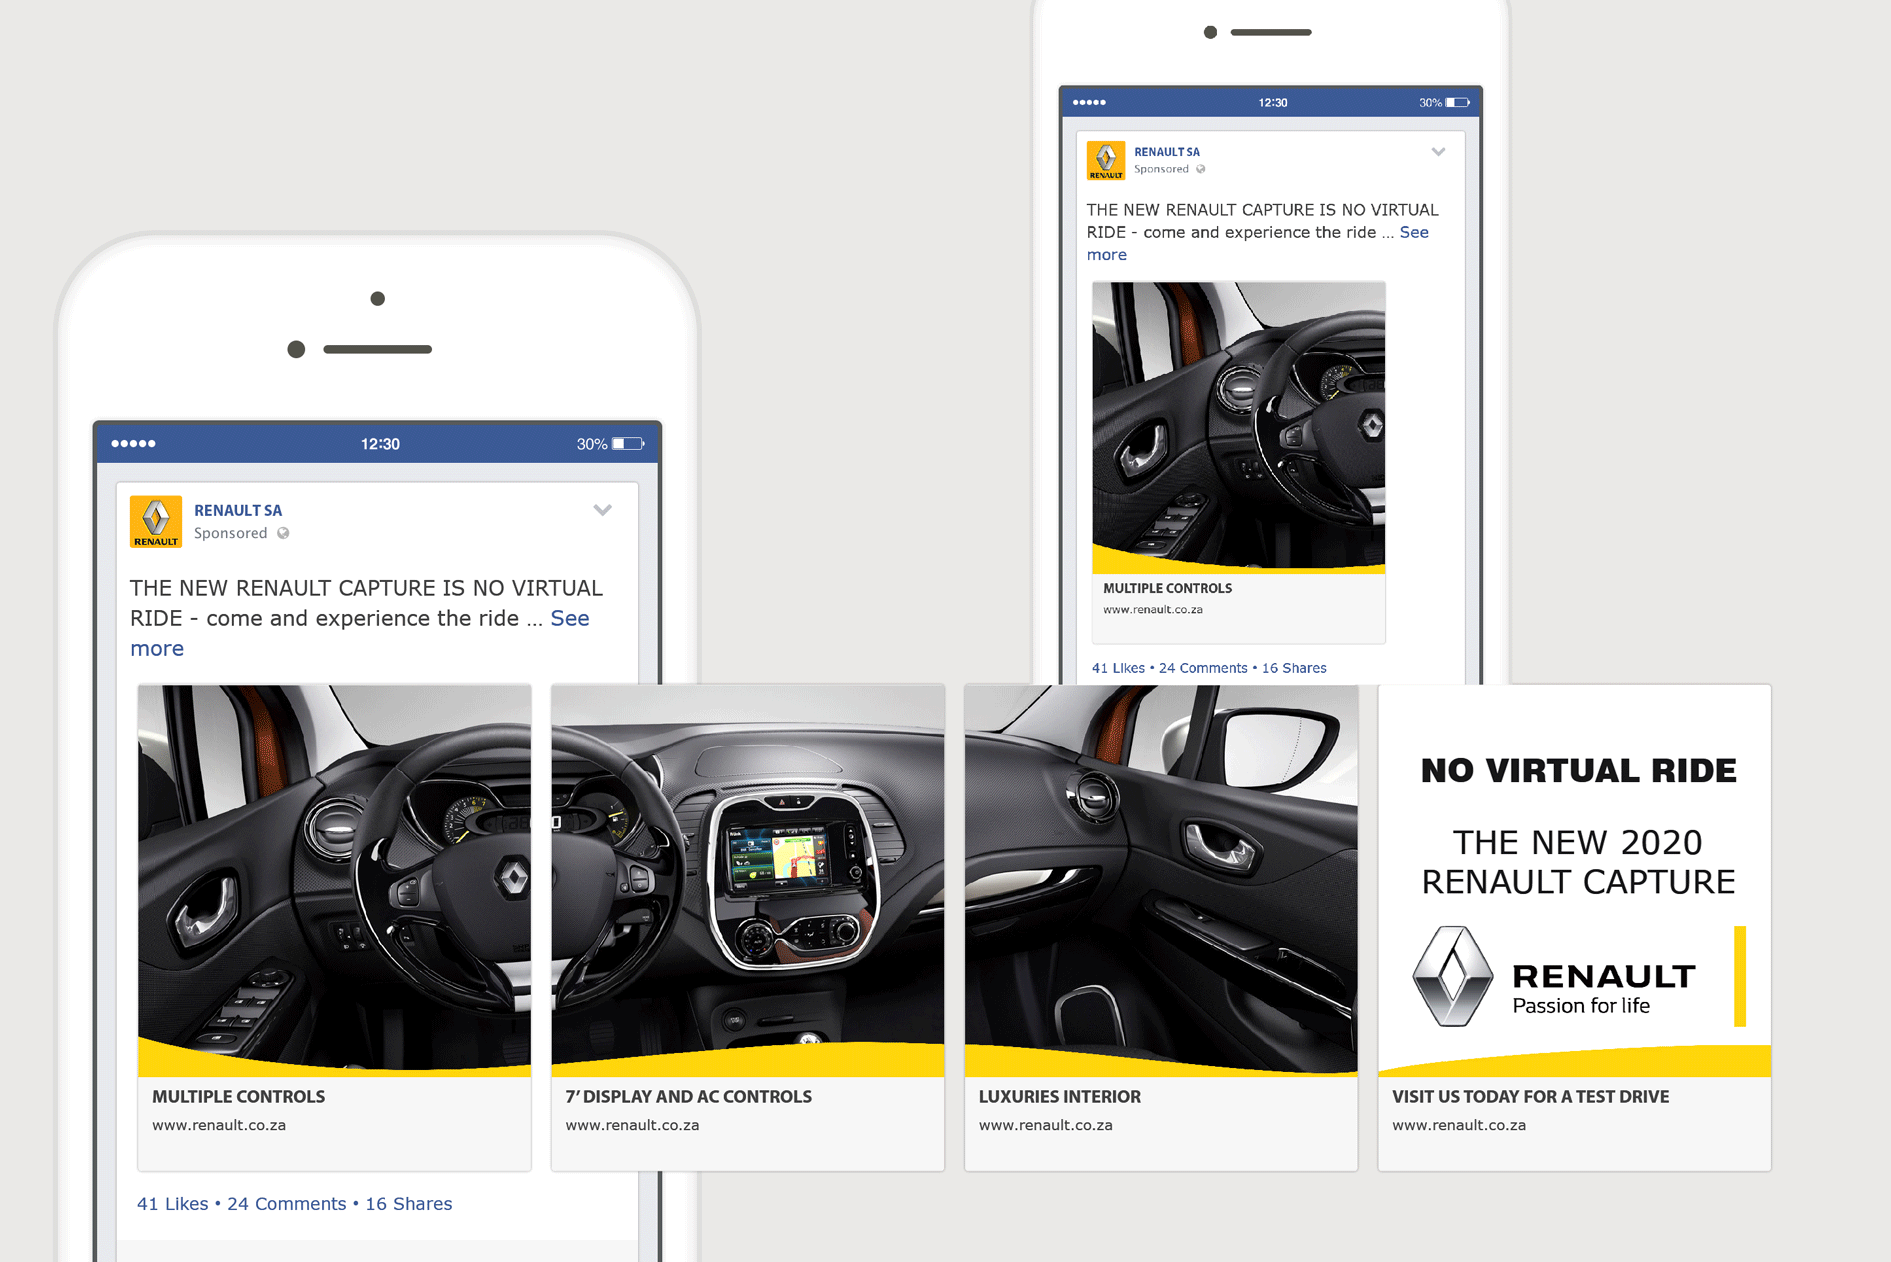 12:30
30%
RENAULT
RENAULT SA
Sponsored
THE NEW RENAULT CAPTURE IS NO VIRTUAL
RIDE - come and experience the ride ... See
more
MULTIPLE CONTROLS
www.renault.co.za
41 Likes • 24 Comments • 16 Shares
12:30
30%
RENAULT
RENAULT SA
Sponsored
THE NEW RENAULT CAPTURE IS NO VIRTUAL
RIDE - come and experience the ride ... See
more
MULTIPLE CONTROLS
www.renault.co.za
7’ DISPLAY AND AC CONTROLS
www.renault.co.za
LUXURIES INTERIOR
www.renault.co.za
NO VIRTUAL RIDE
THE NEW 2020
RENAULT CAPTURE
RENAULT
Passion for life
VISIT US TODAY FOR A TEST DRIVE
www.renault.co.za
41 Likes • 24 Comments • 16 Shares